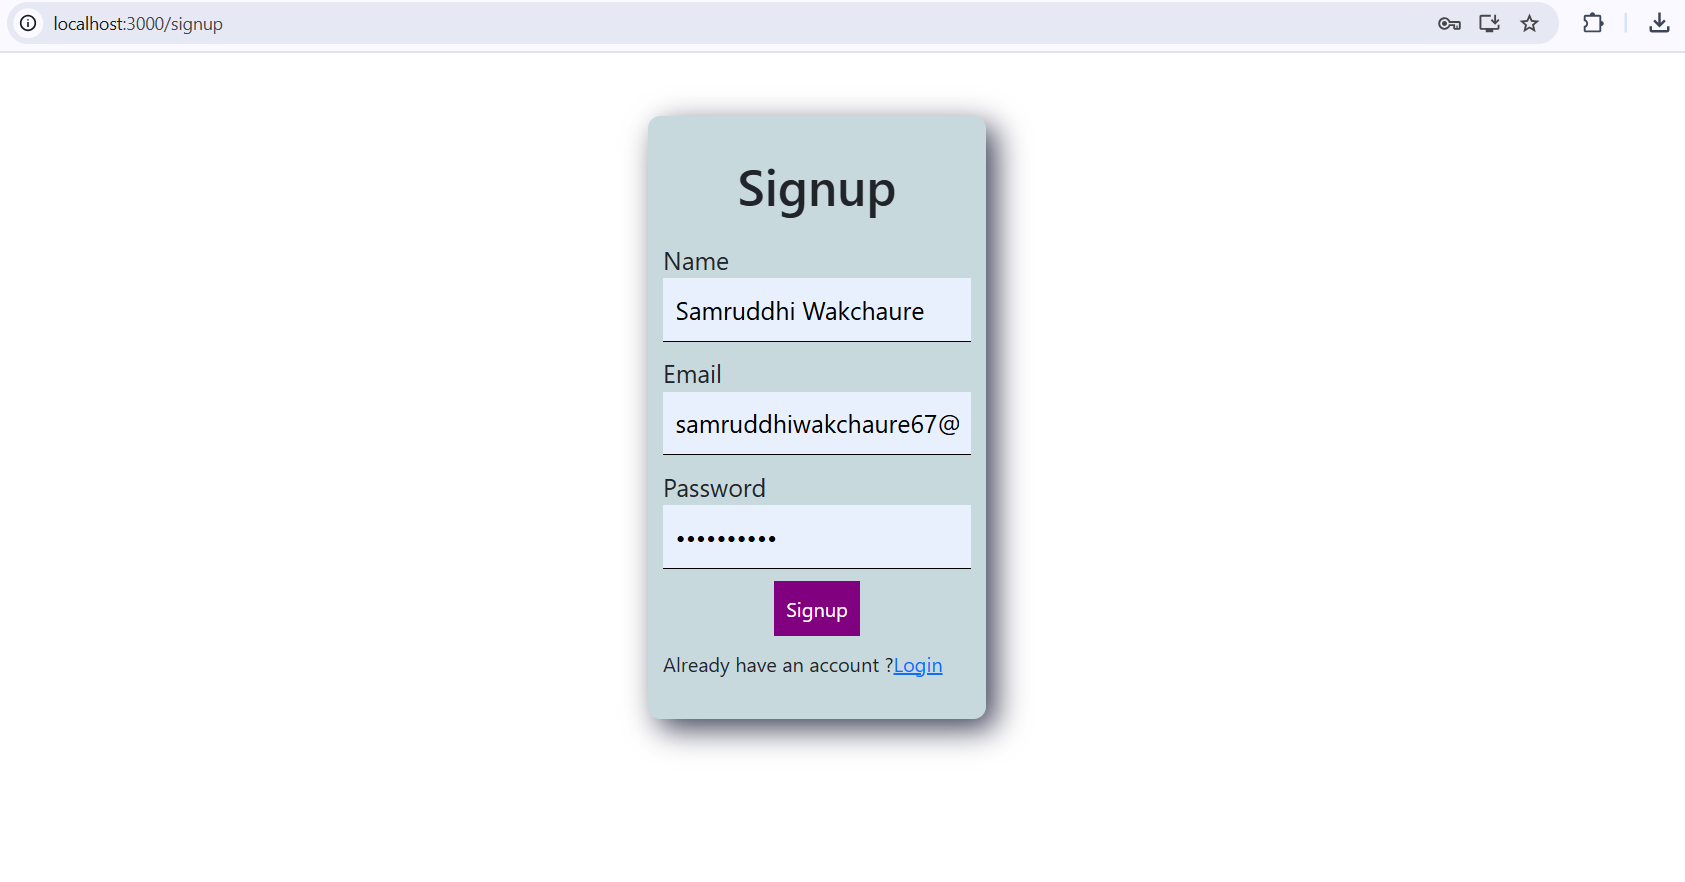 localhost:3000/signup
Signup
Name
Samruddhi Wakchaure
Email
samruddhiwakchaure67@
Password
••••••••••
Signup
Already have an account ?Login